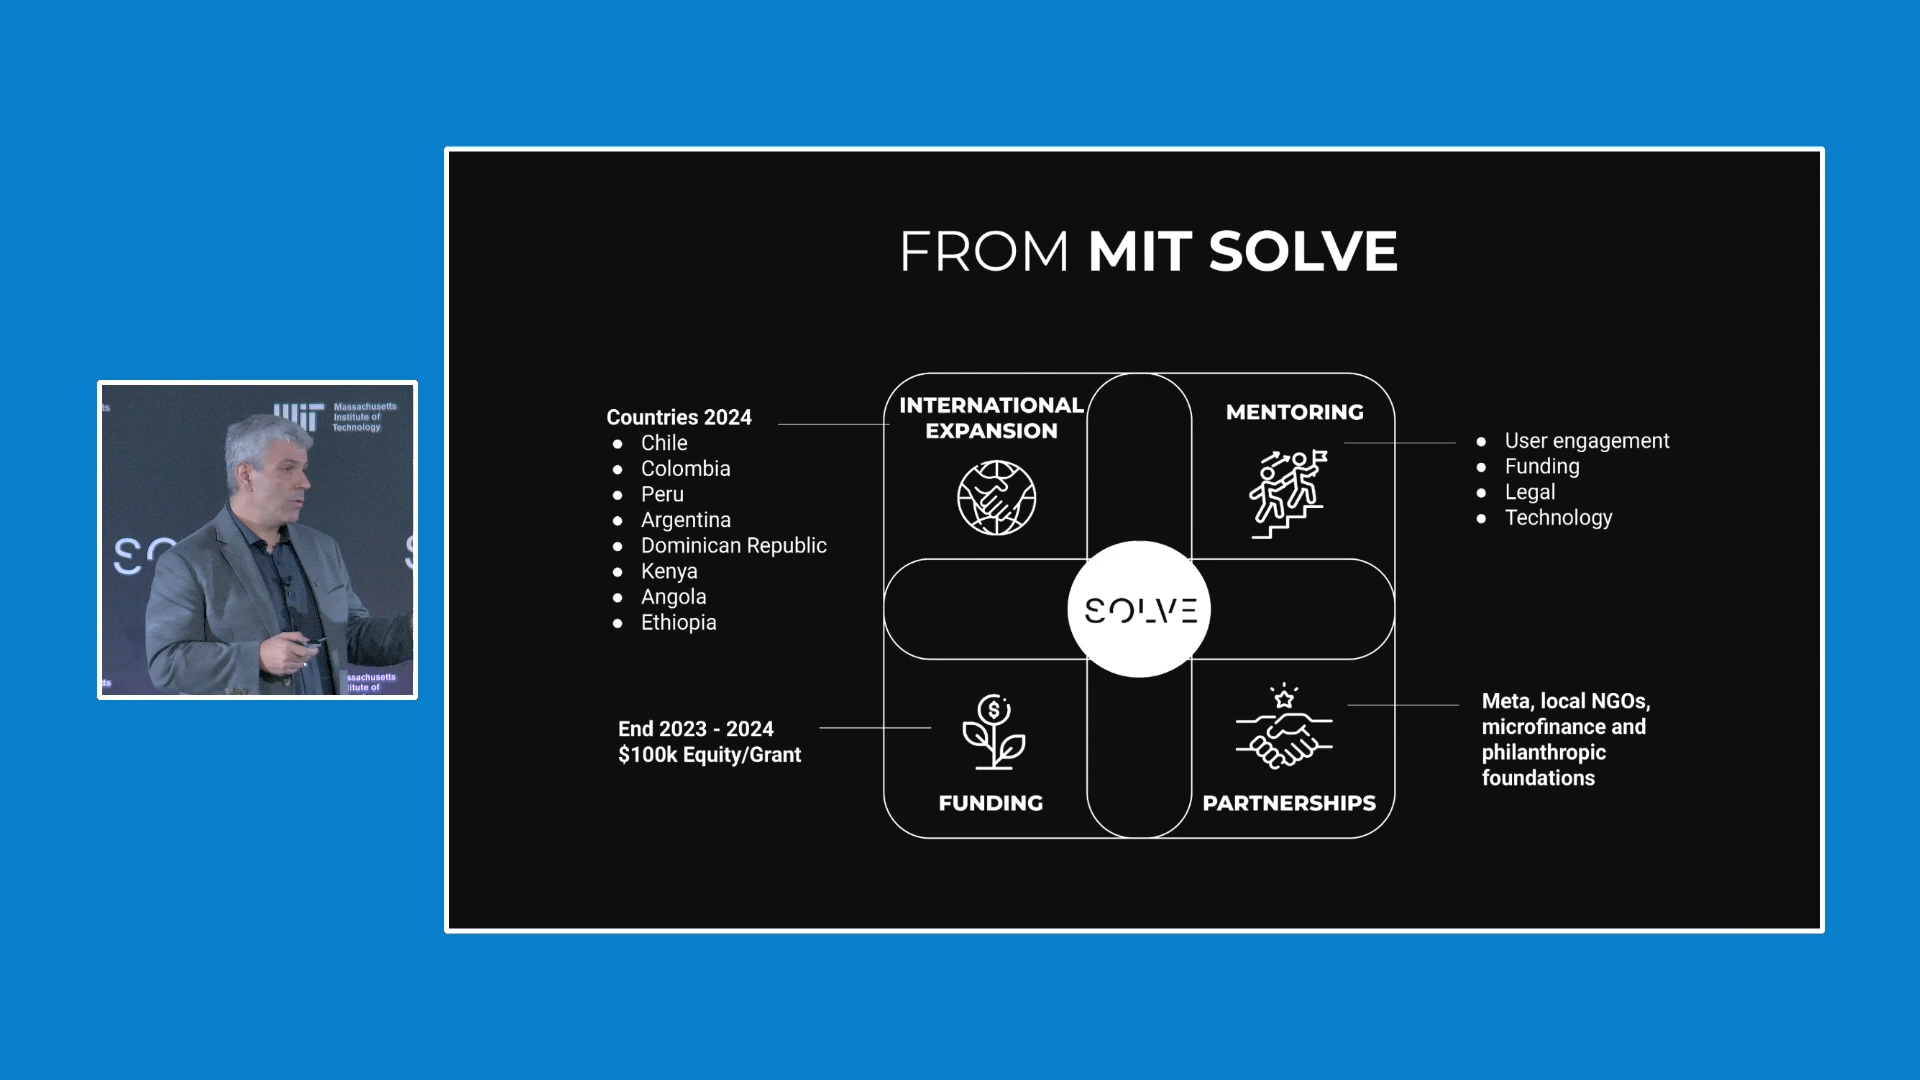 FROM MIT SOLVE
Countries 2024
● Chile
● Colombia
● Peru
● Argentina
● Dominican Republic
● Kenya
● Angola
● Ethiopia
INTERNATIONAL
EXPANSION
MENTORING
● User engagement
● Funding
● Legal
● Technology
SOLVE
End 2023 - 2024
$100k Equity/Grant
FUNDING
PARTNERSHIPS
Meta, local NGOs,
microfinance and
philanthropic
foundations
Massachusetts
Institute of
Technology